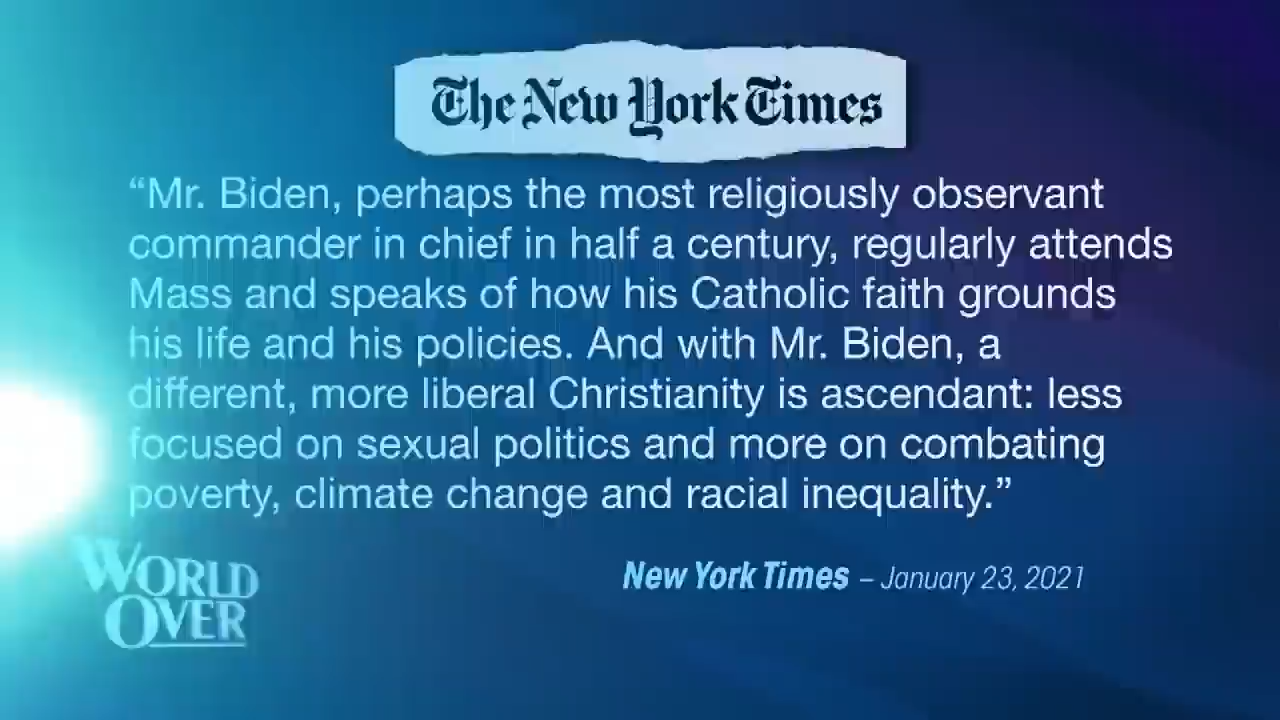 The New York Times
“Mr. Biden, perhaps the most religiously observant
commander in chief in half a century, regularly attends
Mass and speaks of how his Catholic faith grounds
his life and his policies. And with Mr. Biden, a
different, more liberal Christianity is ascendant: less
focused on sexual politics and more on combating
poverty, climate change and racial inequality.”
New York Times – January 23, 2021
WORLD
OVER